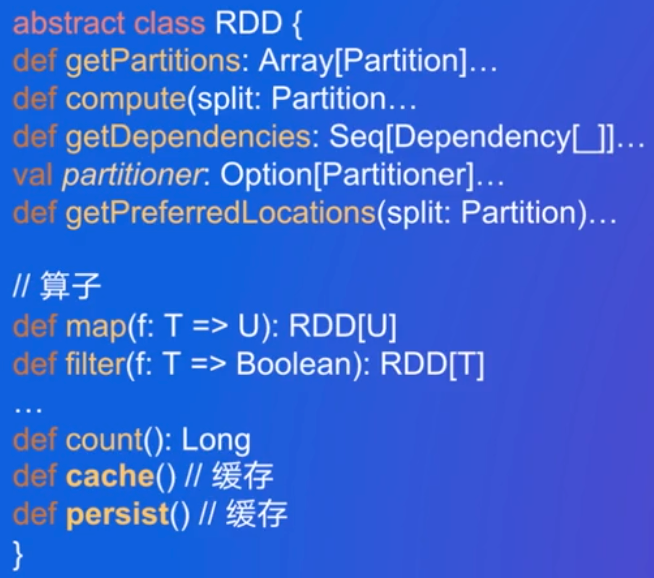 abstract class RDD {
def getPartitions: Array[Partition]…
def compute(split: Partition…
def getDependencies: Seq[Dependency[_]]…
val partitioner: Option[Partitioner]…
def getPreferredLocations(split: Partition)…
// 算子
def map(f: T => U): RDD[U]
def filter(f: T => Boolean): RDD[T]
…
def count(): Long
def cache() // 缓存
def persist() // 缓存
}